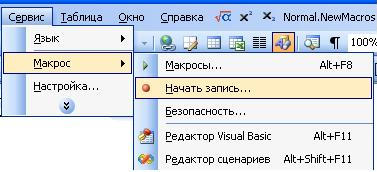 Сервис Таблица Окно Справка √α x² x₂ Normal.NewMacros
Язык
¶ 100%
Макрос
Макросы... Alt+F8
Настройка...
Начать запись...
Безопасность...
Редактор Visual Basic Alt+F11
Редактор сценариев Alt+Shift+F11